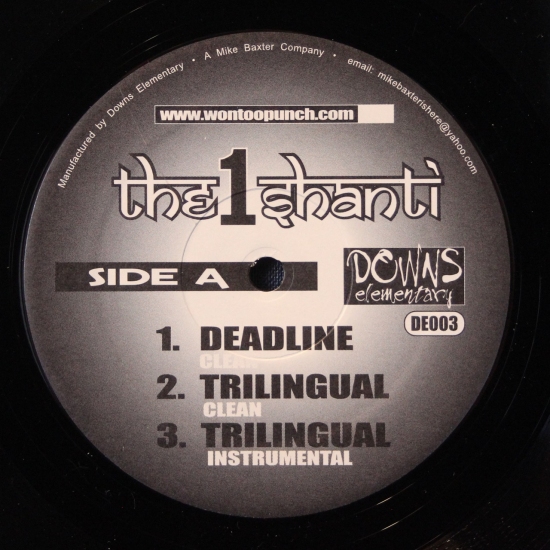 Manufactured by Downs Elementary • A Mike Baxter Company • email: mikebaxterishere@yahoo.com
www.wontoopunch.com
the1shanti
SIDE A
DOWNS
elementary
DE003
1. DEADLINE
CLEAN
2. TRILINGUAL
CLEAN
3. TRILINGUAL
INSTRUMENTAL